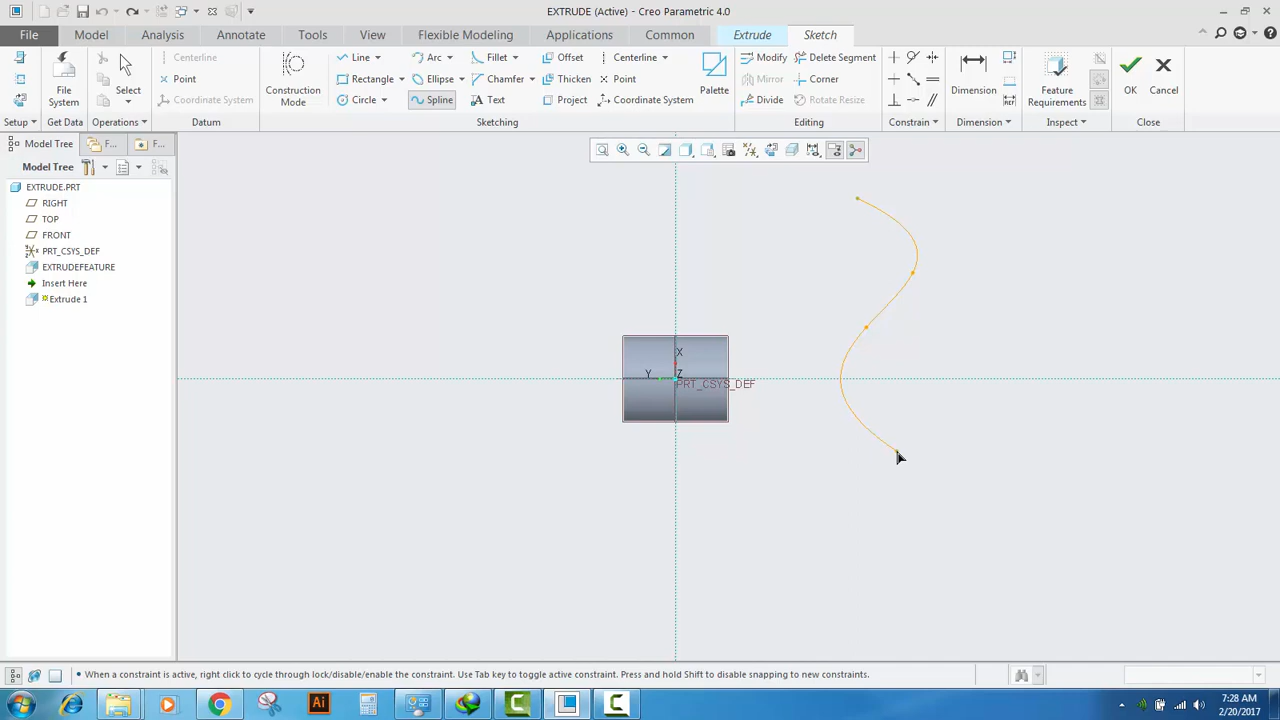 EXTRUDE (Active) - Creo Parametric 4.0
File Model Analysis Annotate Tools View Flexible Modeling Applications Common Extrude Sketch
Centerline Line Arc Fillet Offset Centerline Modify Delete Segment
Point Rectangle Ellipse Chamfer Thicken Point Mirror Corner
Coordinate System Circle Spline Text Project Coordinate System Divide Rotate Resize
File System Select Construction Mode Palette Dimension Feature Requirements OK Cancel
Setup Get Data Operations Datum Sketching Editing Constrain Dimension Inspect Close
Model Tree F... F...
Model Tree
EXTRUDE.PRT
RIGHT
TOP
FRONT
PRT_CSYS_DEF
EXTRUDEFEATURE
Insert Here
Extrude 1
X
Y Z
PRT_CSYS_DEF
When a constraint is active, right click to cycle through lock/disable/enable the constraint. Use Tab key to toggle active constraint. Press and hold Shift to disable snapping to new constraints.
Ai
7:28 AM
2/20/2017